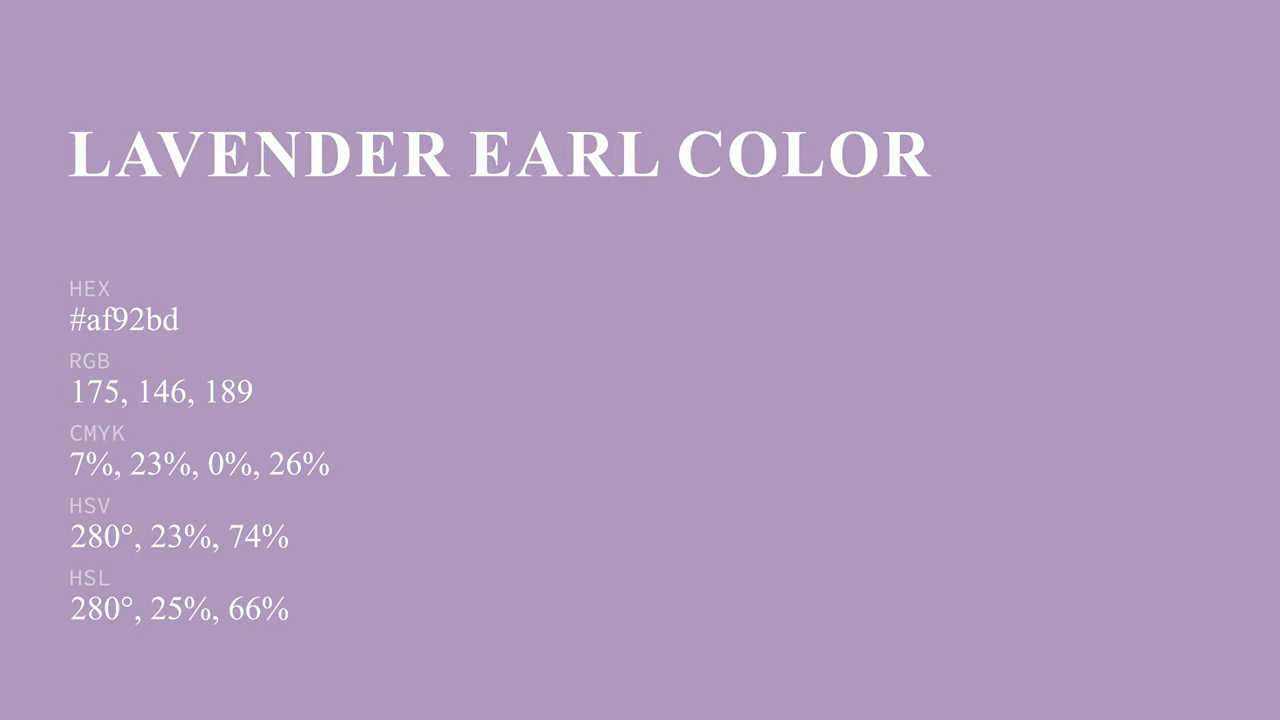 LAVENDER EARL COLOR
HEX
#af92bd
RGB
175, 146, 189
CMYK
7%, 23%, 0%, 26%
HSV
280°, 23%, 74%
HSL
280°, 25%, 66%